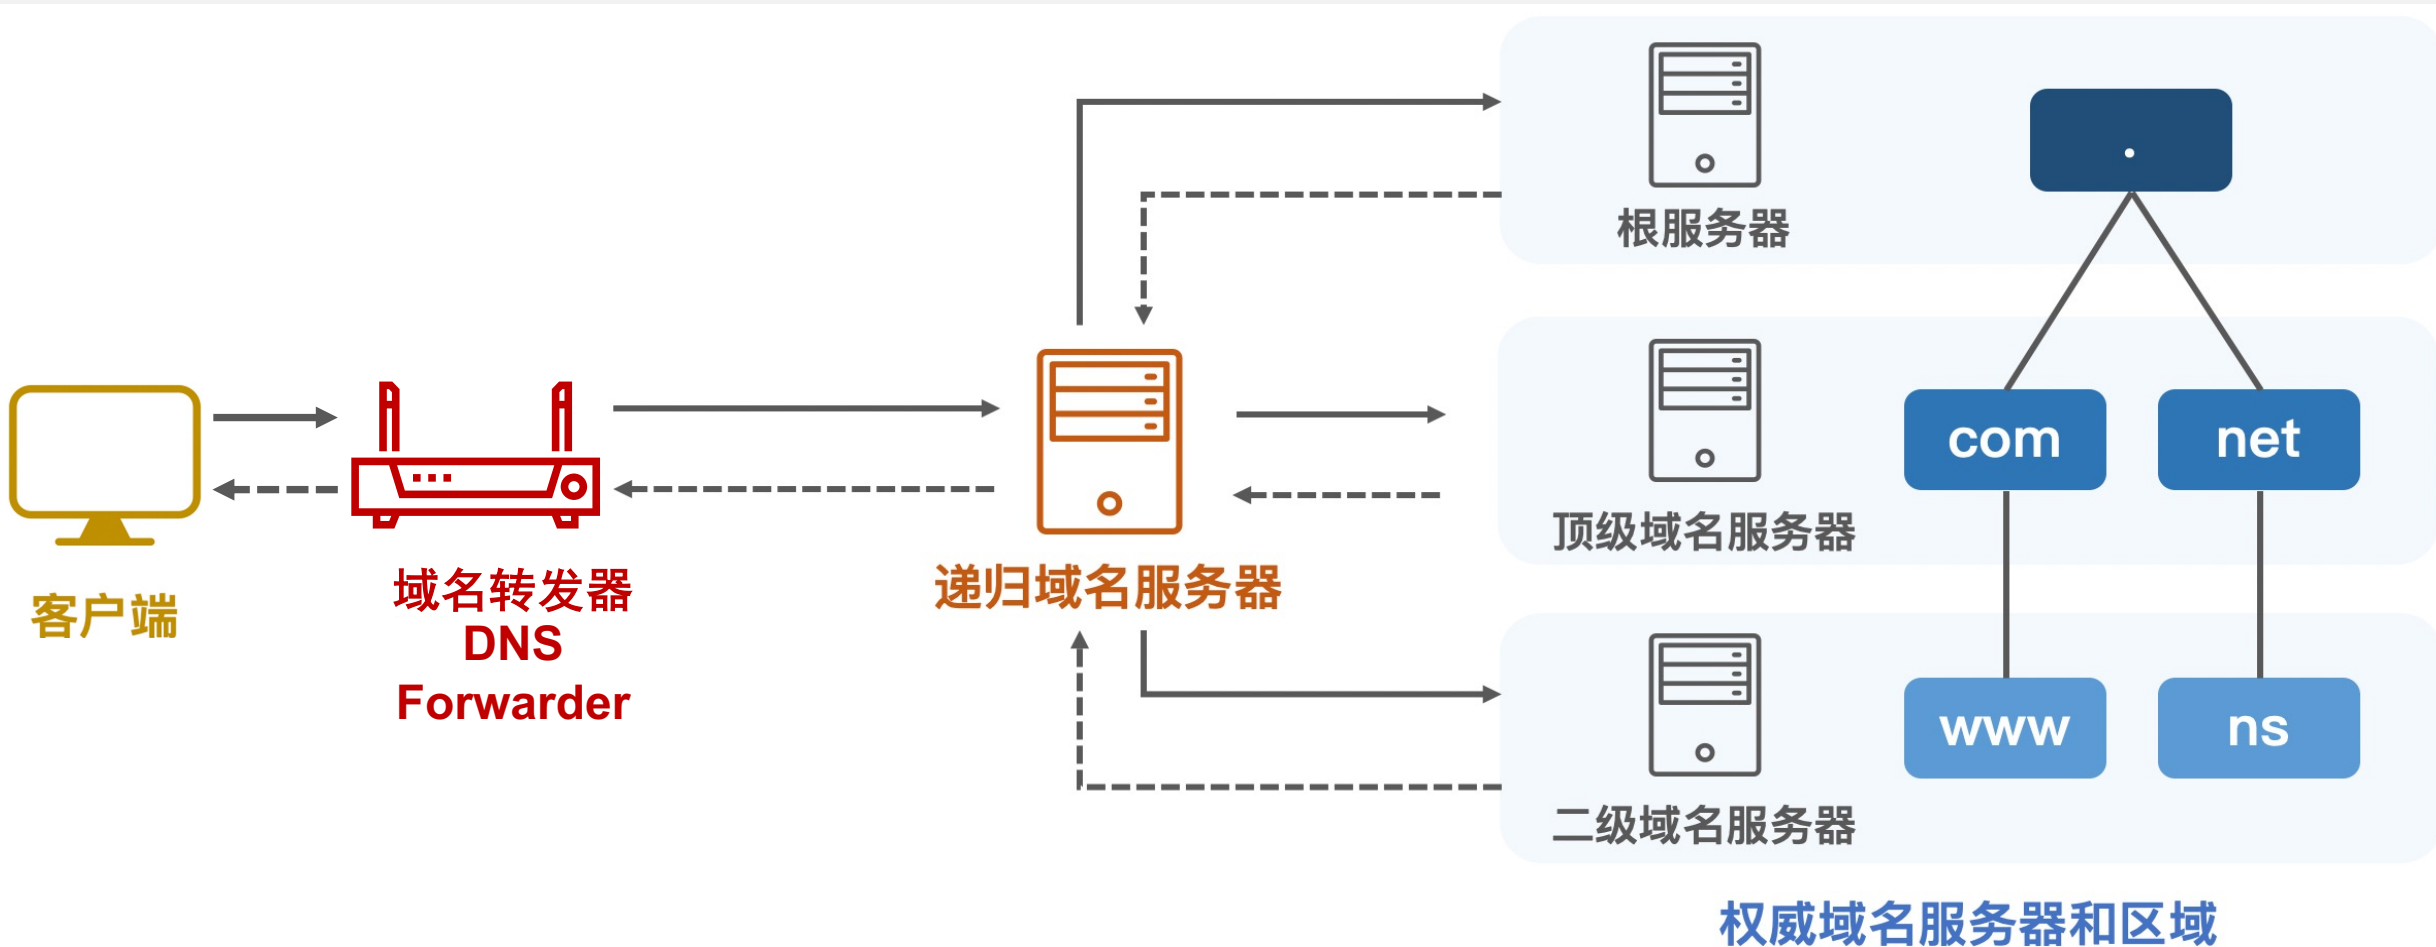 客户端
域名转发器
DNS
Forwarder
递归域名服务器
根服务器
.
顶级域名服务器
com
net
二级域名服务器
www
ns
权威域名服务器和区域